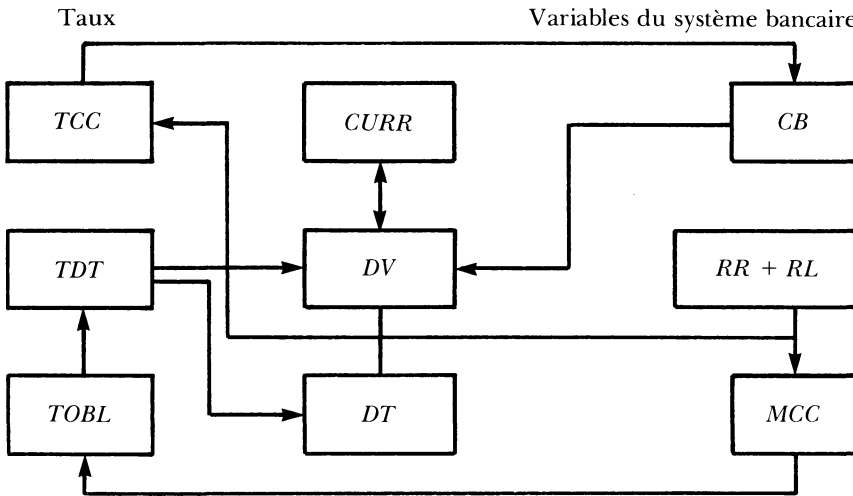 Taux
Variables du système bancaire
TCC
CURR
CB
TDT
DV
RR + RL
TOBL
DT
MCC